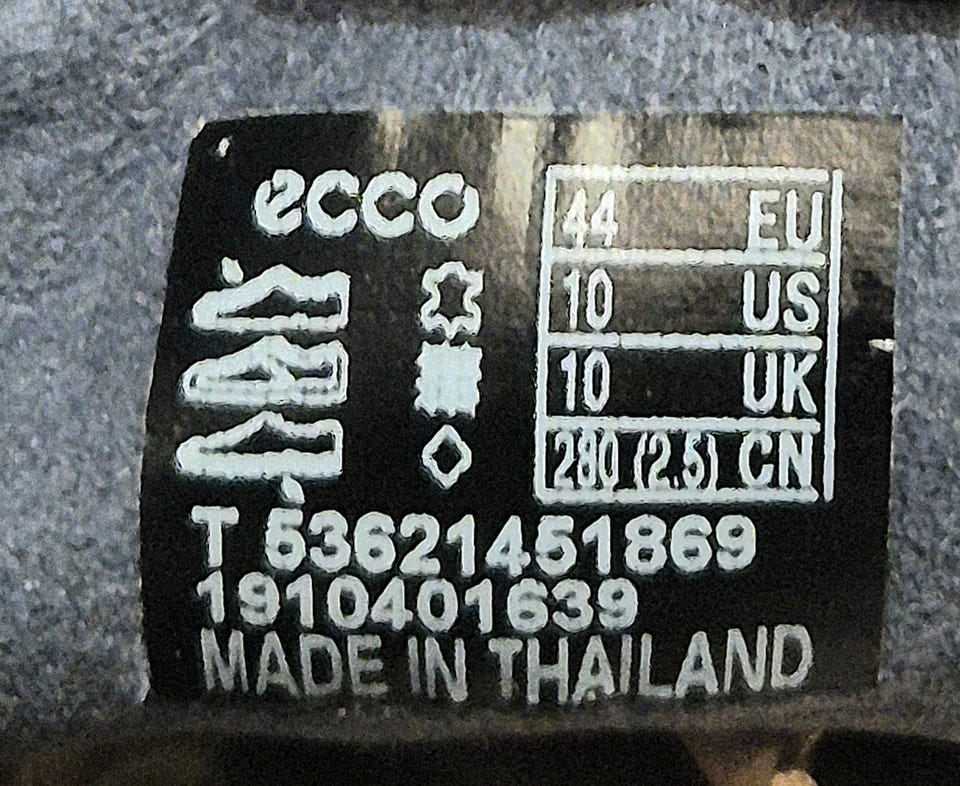 ecco
44 EU
10 US
10 UK
280 (2,5) CN
T 53621451869
1910401639
MADE IN THAILAND